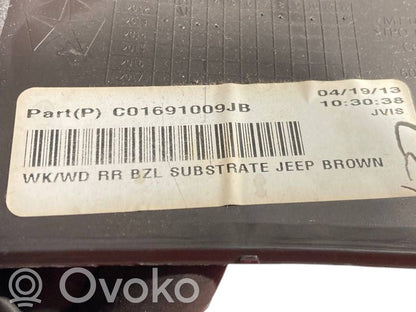 Part(P) C01691009JB
04/19/13
10:30:38
JVIS
WK/WD RR BZL SUBSTRATE JEEP BROWN
Ovoko